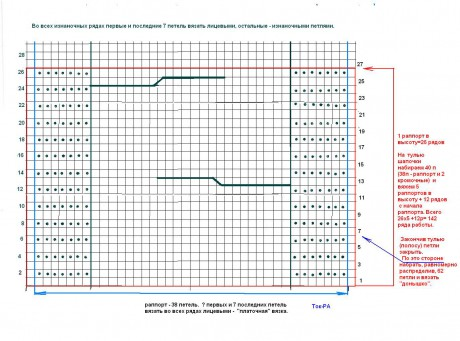 Во всех изнаночных рядах первые и последние 7 петель вязать лицевыми, остальные - изнаночными петлями.
28
26
24
22
20
18
16
14
12
10
8
6
4
2
27
25
23
21
19
17
15
13
11
9
7
5
3
1
1 раппорт в
высоту=26 рядов
На тулью
шапочки
набираем 40 п
(38п - раппорт и 2
кромочные) и
вяжем 5
раппортов в
высоту + 12 рядов
с начала
раппорта. Всего
26х5 +12р= 142
ряда работы.
Закончив тулью
(полосу) петли
закрыть.
По это стороне
набрать, равномерно
распределив, 62
петли и вязать
"донышко".
раппорт - 38 петель. 7 первых и 7 последних петель
вязать во всех рядах лицевыми - "платочная" вязка.
Тоя-РА